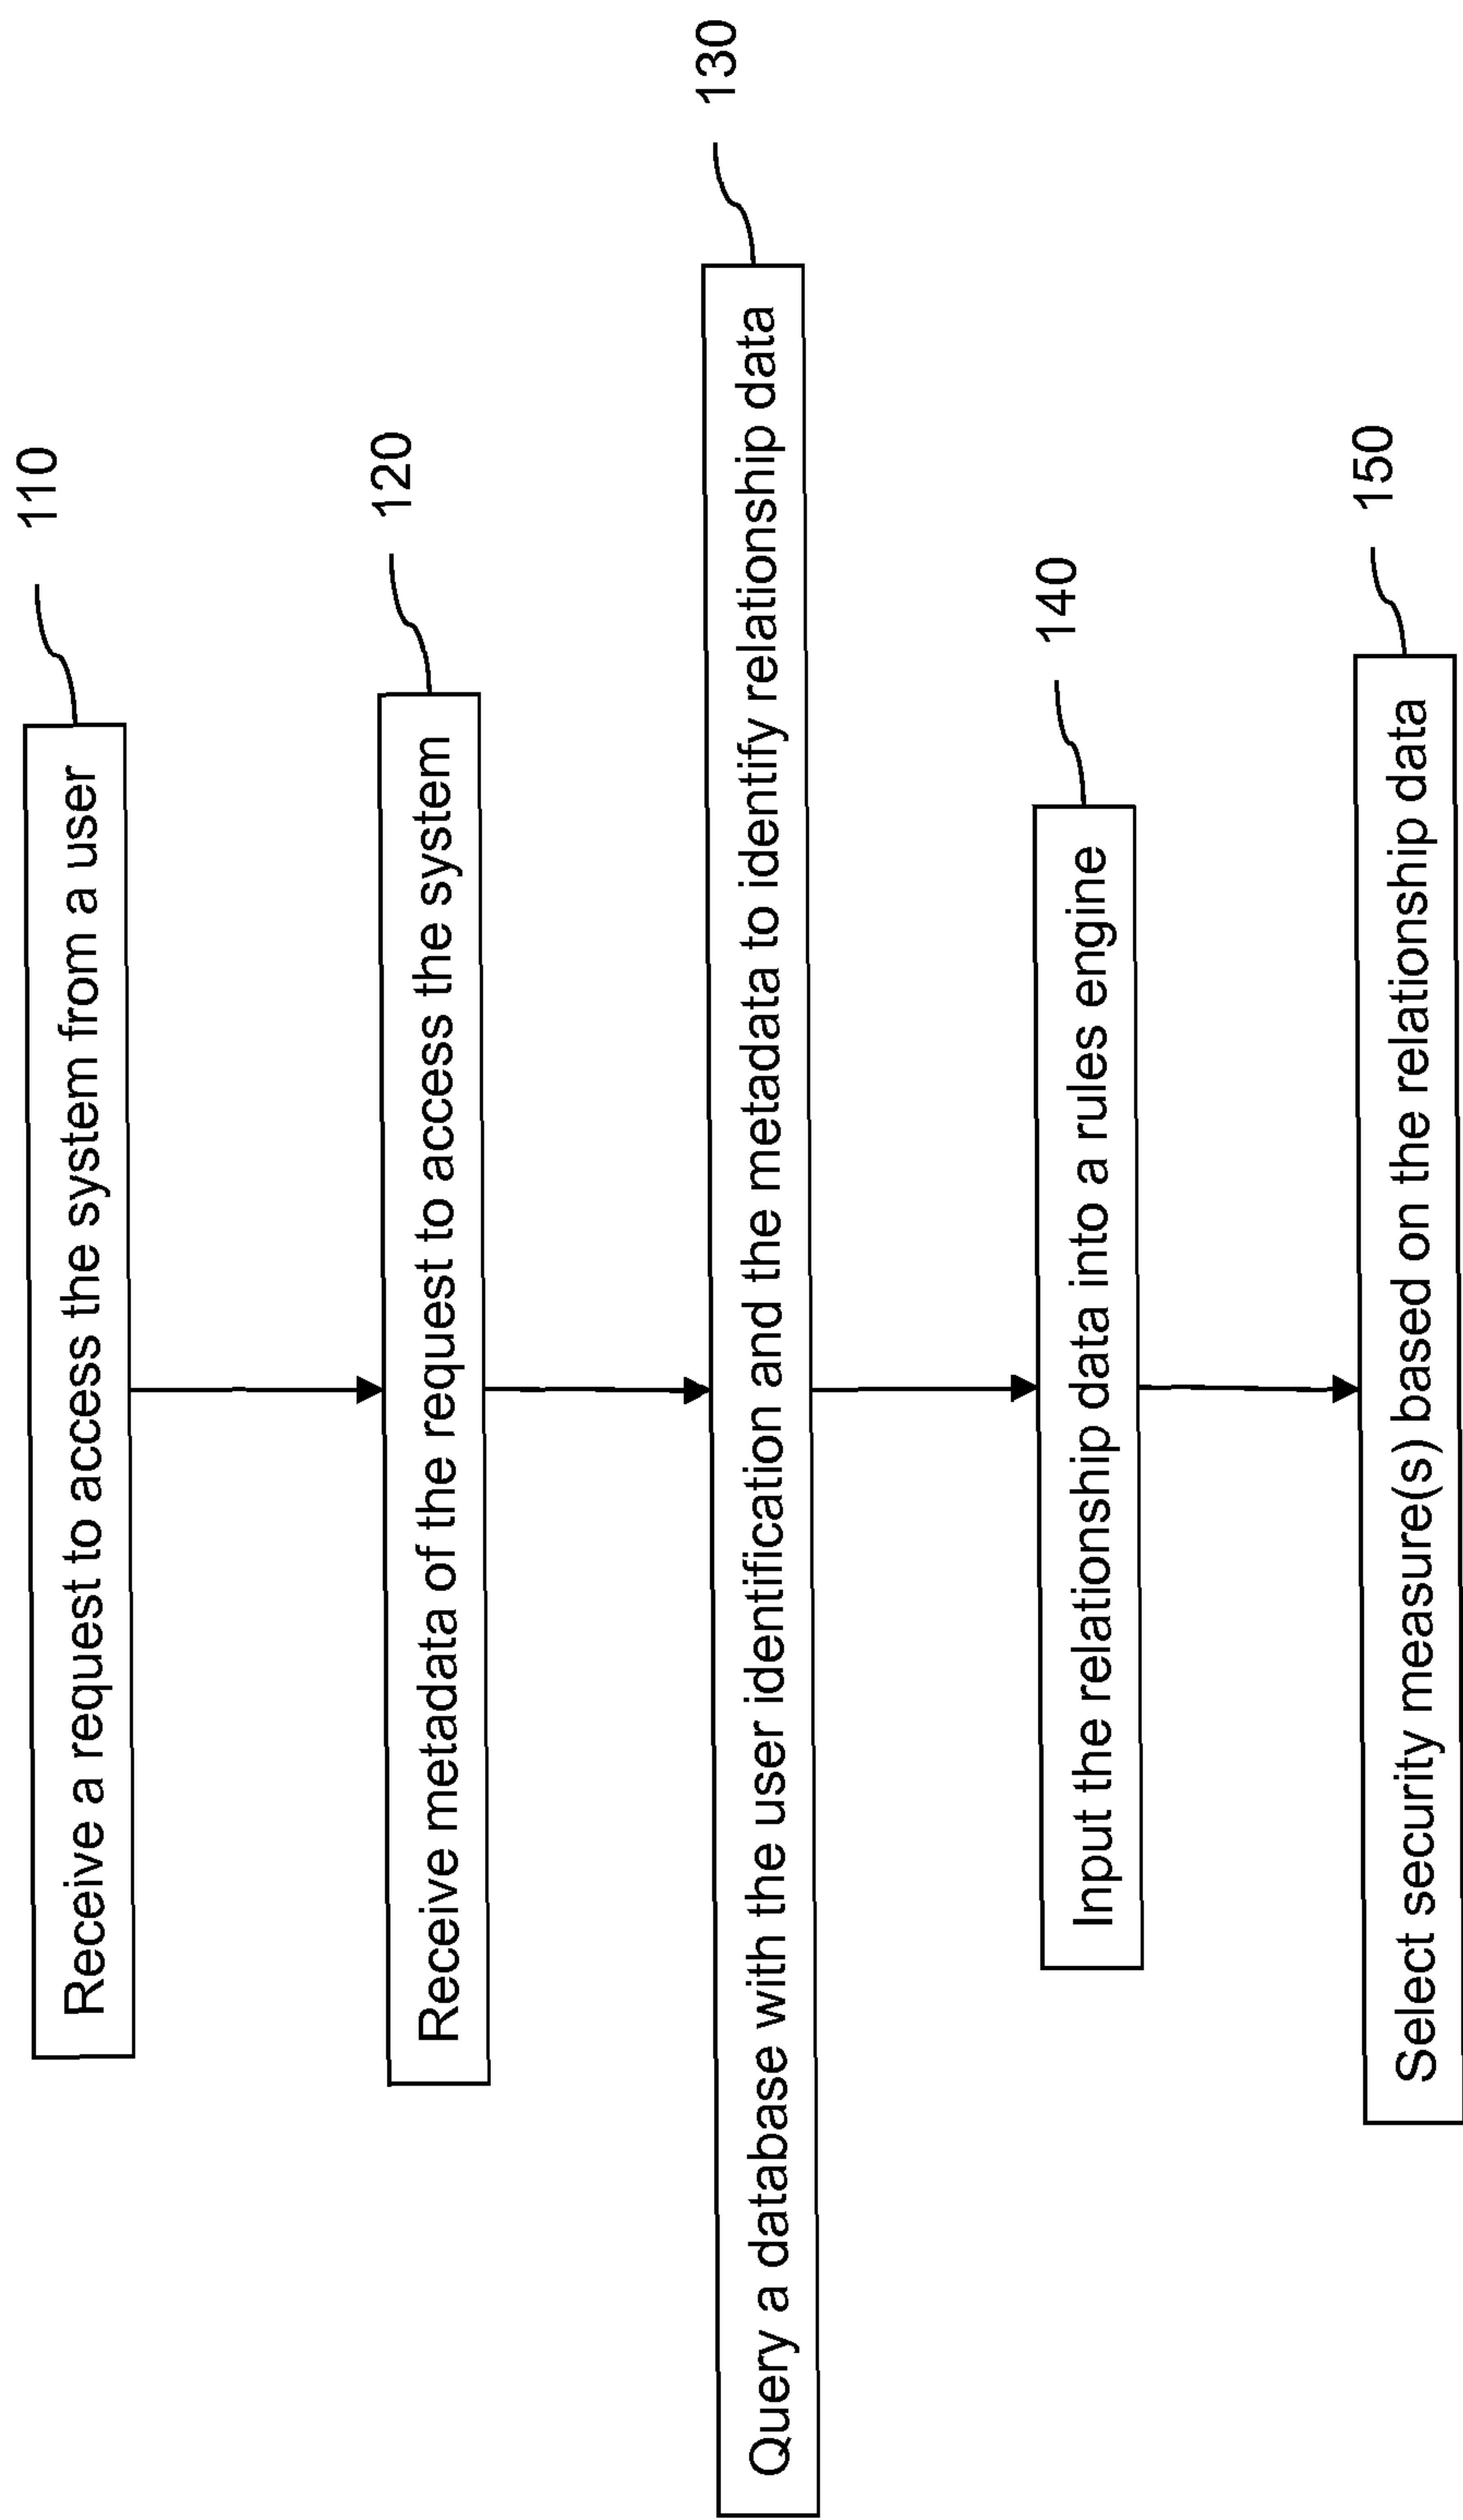 Receive a request to access the system from a user
110
Receive metadata of the request to access the system
120
Query a database with the user identification and the metadata to identify relationship data
130
Input the relationship data into a rules engine
140
Select security measure(s) based on the relationship data
150